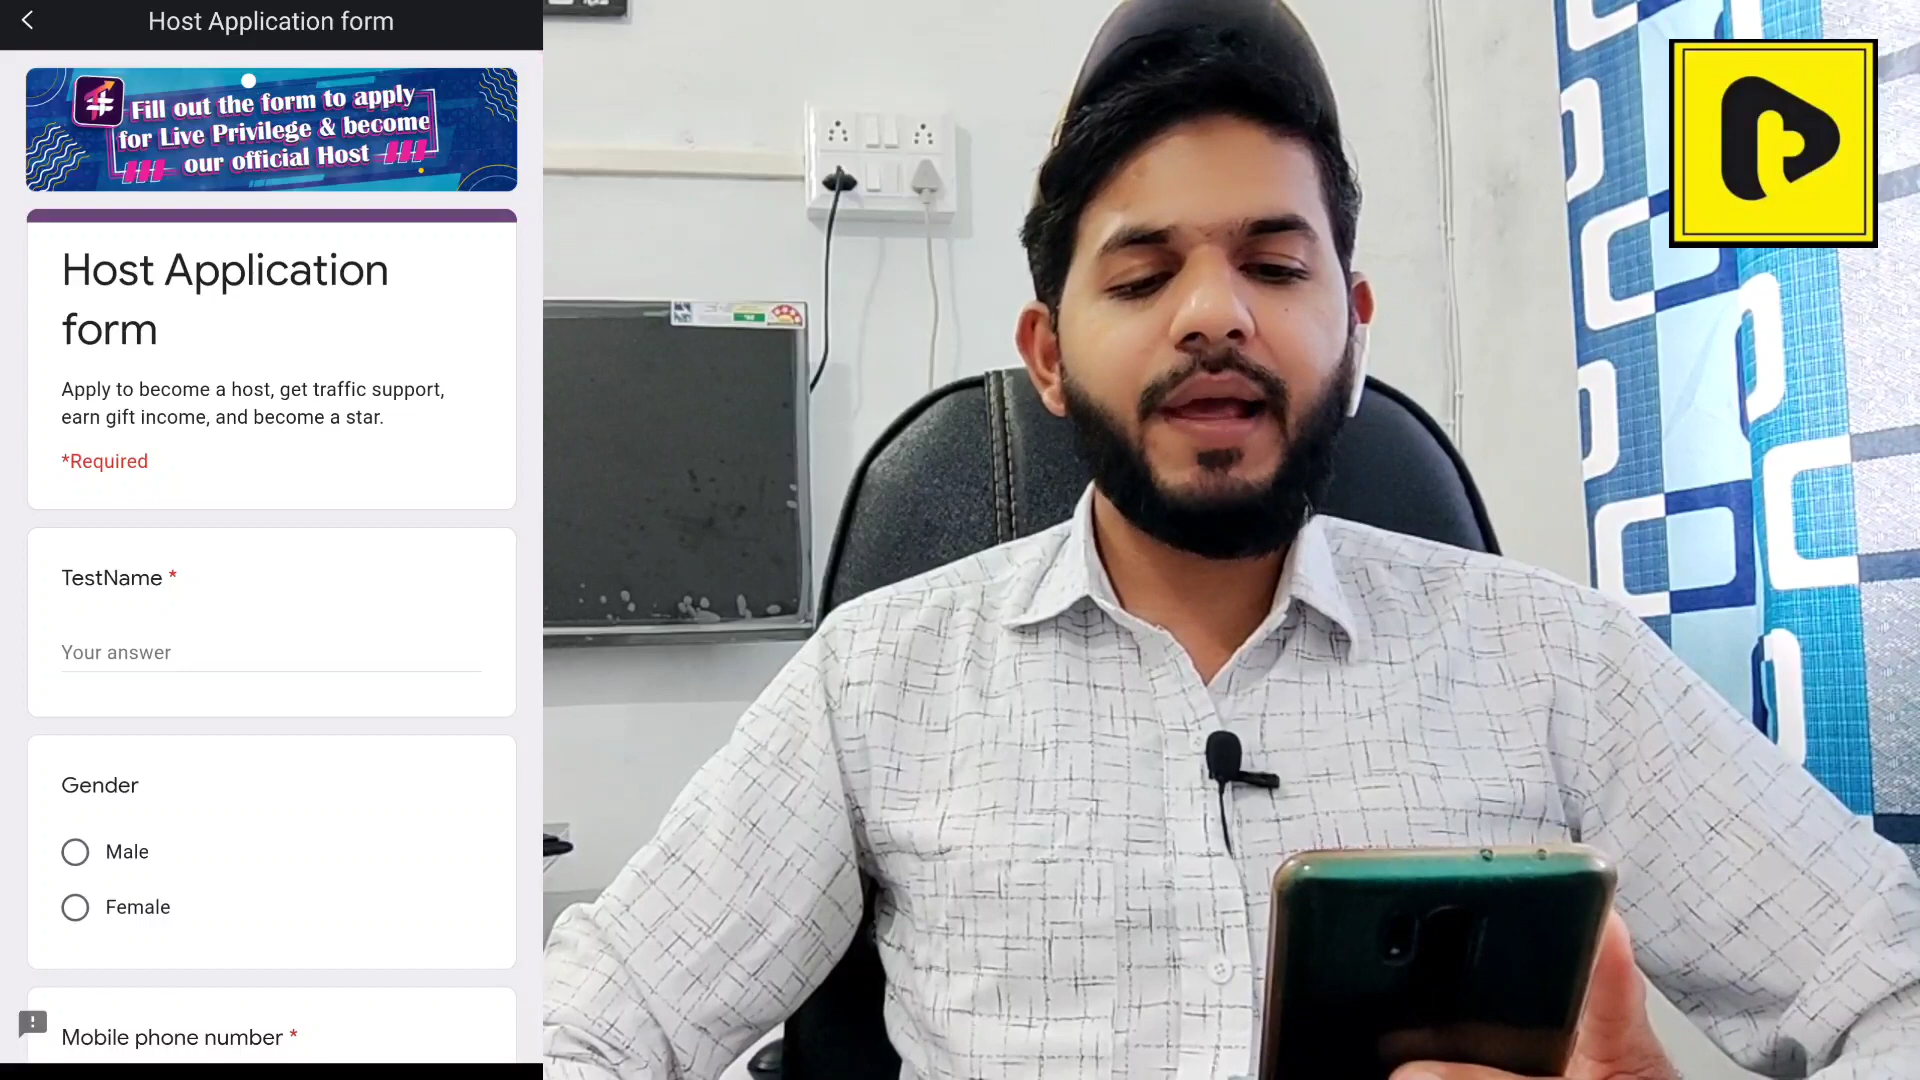 Host Application form
Fill out the form to apply
for Live Privilege & become
our official Host
Host Application
form
Apply to become a host, get traffic support,
earn gift income, and become a star.
*Required
TestName *
Your answer
Gender
Male
Female
Mobile phone number *